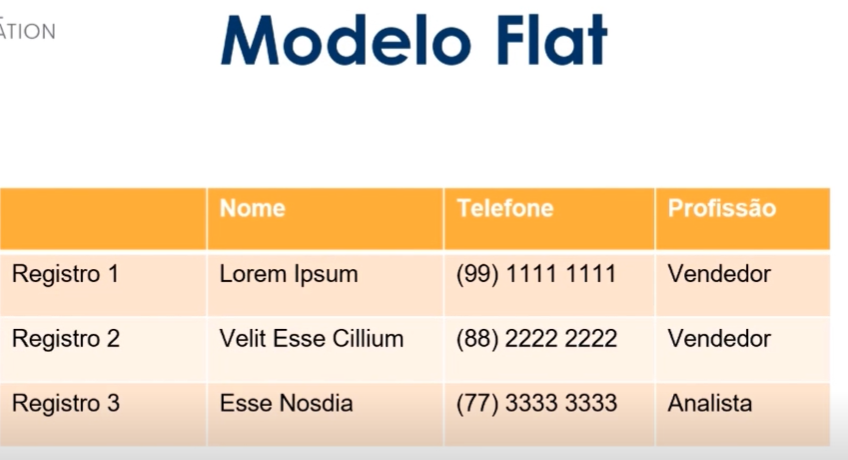 Modelo Flat
Nome Telefone Profissão
Registro 1 Lorem Ipsum (99) 1111 1111 Vendedor
Registro 2 Velit Esse Cillium (88) 2222 2222 Vendedor
Registro 3 Esse Nosdia (77) 3333 3333 Analista